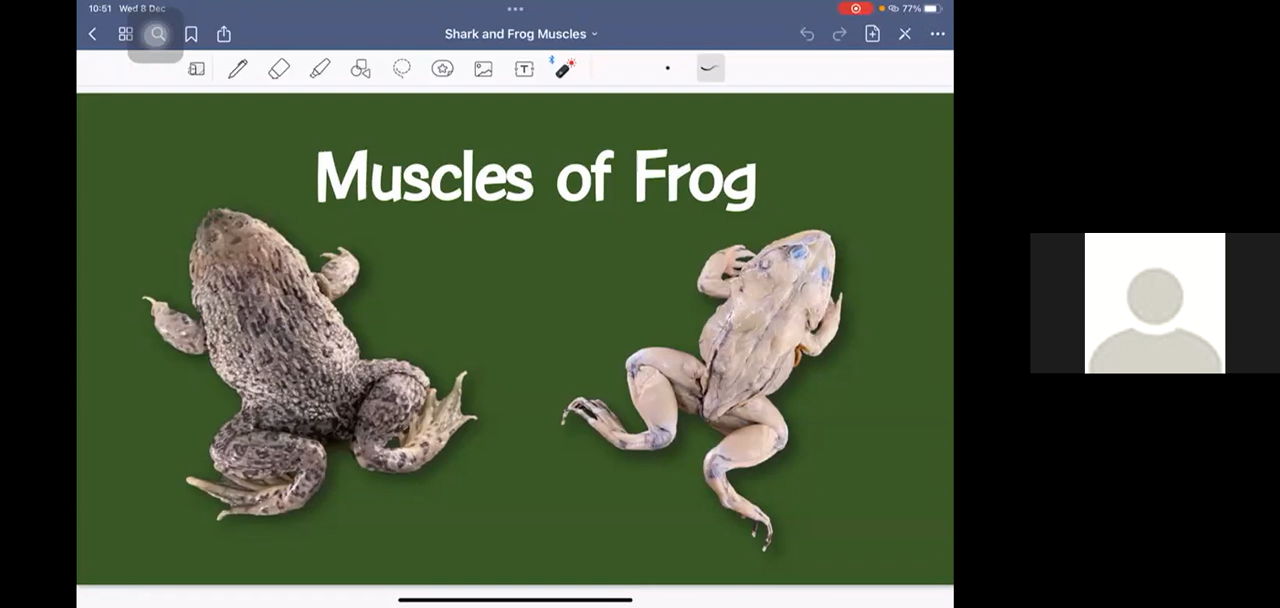 10:51 Wed 8 Dec
77%
Shark and Frog Muscles
T
Muscles of Frog